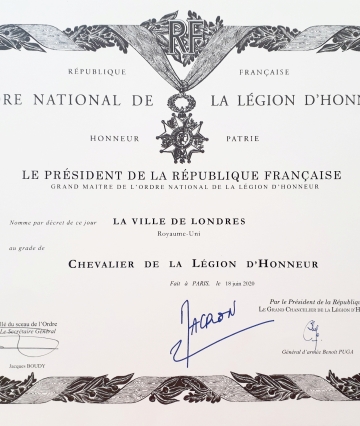 RF
RÉPUBLIQUE FRANÇAISE
RE NATIONAL DE LA LÉGION D'HONN
HONNEUR PATRIE
LE PRÉSIDENT DE LA RÉPUBLIQUE FRANÇAISE
GRAND MAITRE DE L'ORDRE NATIONAL DE LA LÉGION D'HONNEUR
Nomme par décret de ce jour LA VILLE DE LONDRES
Royaume-Uni
au grade de
CHEVALIER DE LA LÉGION D'HONNEUR
Fait à PARIS, le 18 juin 2020
Par le Président de la Républiqu
LE GRAND CHANCELIER DE LA LÉGION D'H
llé du sceau de l'Ordre
Le Secrétaire Général
MACRON
Jacques BOUDY
Général d'armée Benoît PUGA